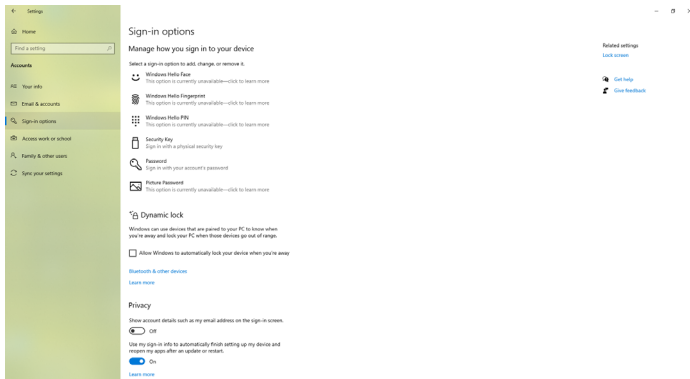 Settings
Home
Find a setting
Accounts
Your info
Email & accounts
Sign-in options
Access work or school
Family & other users
Sync your settings
Sign-in options
Manage how you sign in to your device
Select a sign-in option to add, change, or remove it.
Windows Hello Face
This option is currently unavailable—click to learn more
Windows Hello Fingerprint
This option is currently unavailable—click to learn more
Windows Hello PIN
This option is currently unavailable—click to learn more
Security Key
Sign in with a physical security key
Password
Sign in with your account's password
Picture Password
This option is currently unavailable—click to learn more
Dynamic lock
Windows can use devices that are paired to your PC to know when
you're away and lock your PC when those devices go out of range.
Allow Windows to automatically lock your device when you're away
Bluetooth & other devices
Learn more
Privacy
Show account details such as my email address on the sign-in screen.
Off
Use my sign-in info to automatically finish setting up my device and
reopen my apps after an update or restart.
On
Learn more
Related settings
Lock screen
Get help
Give feedback